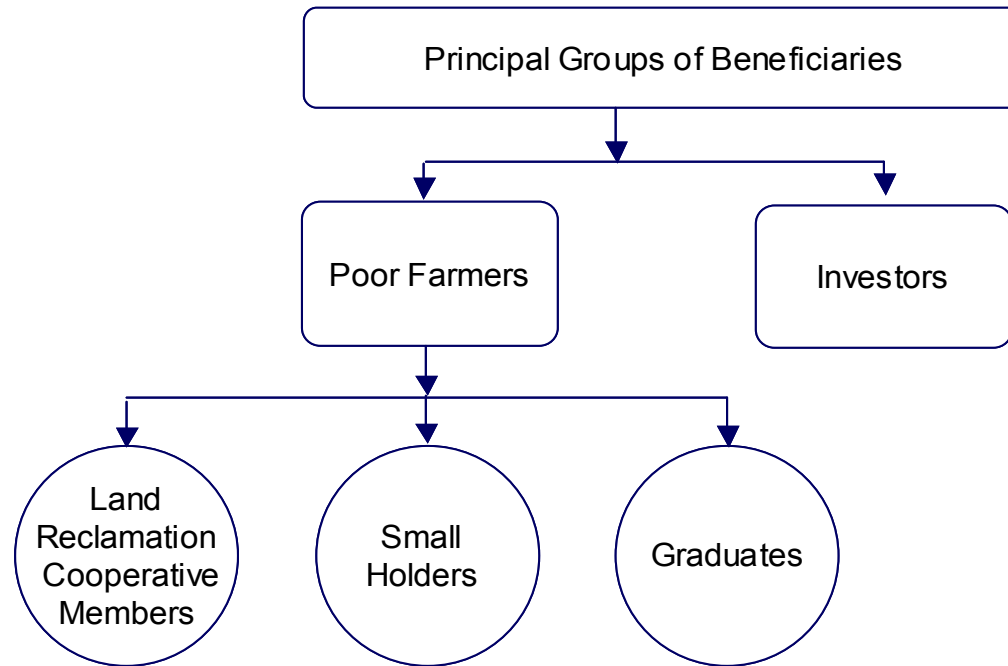 Principal Groups of Beneficiaries
Poor Farmers
Investors
Land
Reclamation
Cooperative
Members
Small
Holders
Graduates